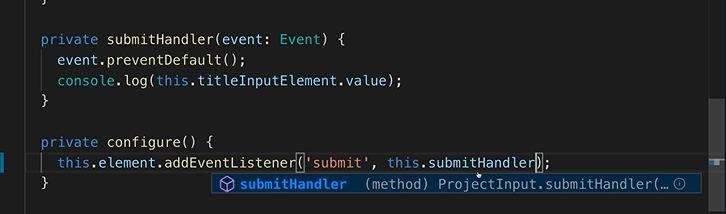 }
private submitHandler(event: Event) {
event.preventDefault();
console.log(this.titleInputElement.value);
}
private configure() {
this.element.addEventListener('submit', this.submitHandler);
}
submitHandler (method) ProjectInput.submitHandler(…